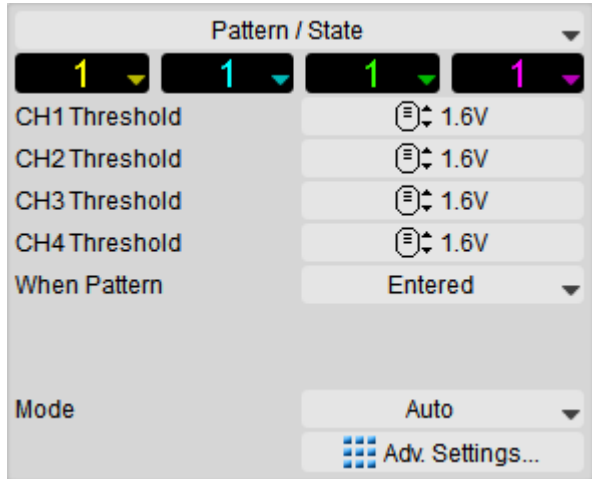 Pattern / State
1 1 1 1
CH1 Threshold 1.6V
CH2 Threshold 1.6V
CH3 Threshold 1.6V
CH4 Threshold 1.6V
When Pattern Entered
Mode Auto
Adv. Settings...